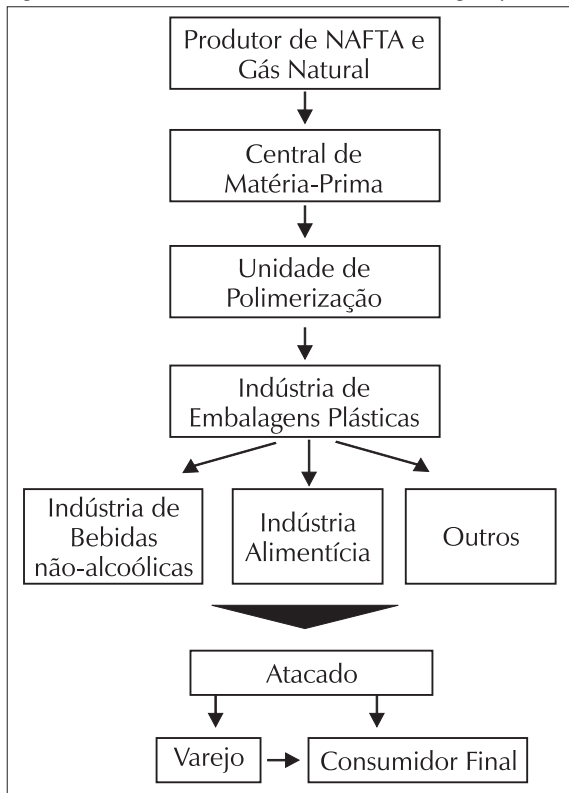 Produtor de NAFTA e
Gás Natural
Central de
Matéria-Prima
Unidade de
Polimerização
Indústria de
Embalagens Plásticas
Indústria de
Bebidas
não-alcoólicas
Indústria
Alimentícia
Outros
Atacado
Varejo
Consumidor Final